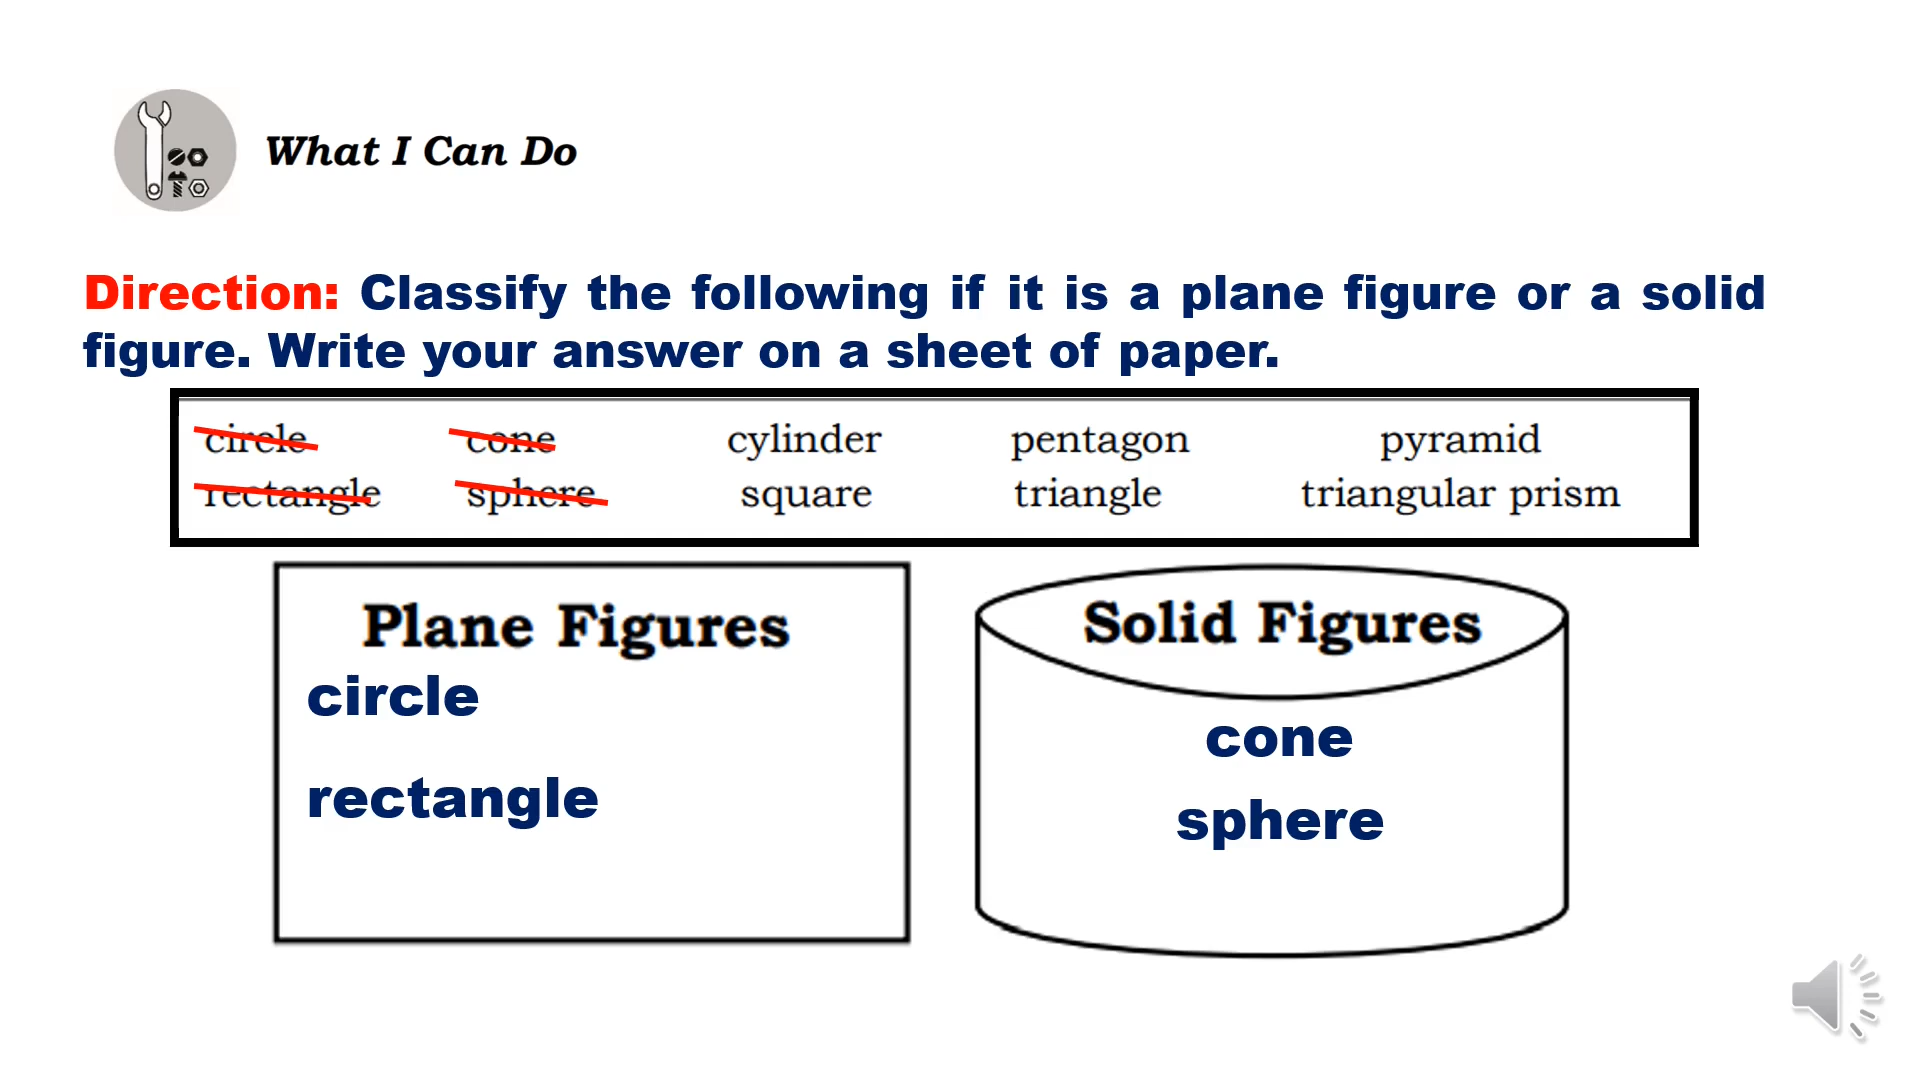 What I Can Do
Direction: Classify the following if it is a plane figure or a solid
figure. Write your answer on a sheet of paper.
circle cone cylinder pentagon pyramid
rectangle sphere square triangle triangular prism
Plane Figures
circle
rectangle
Solid Figures
cone
sphere